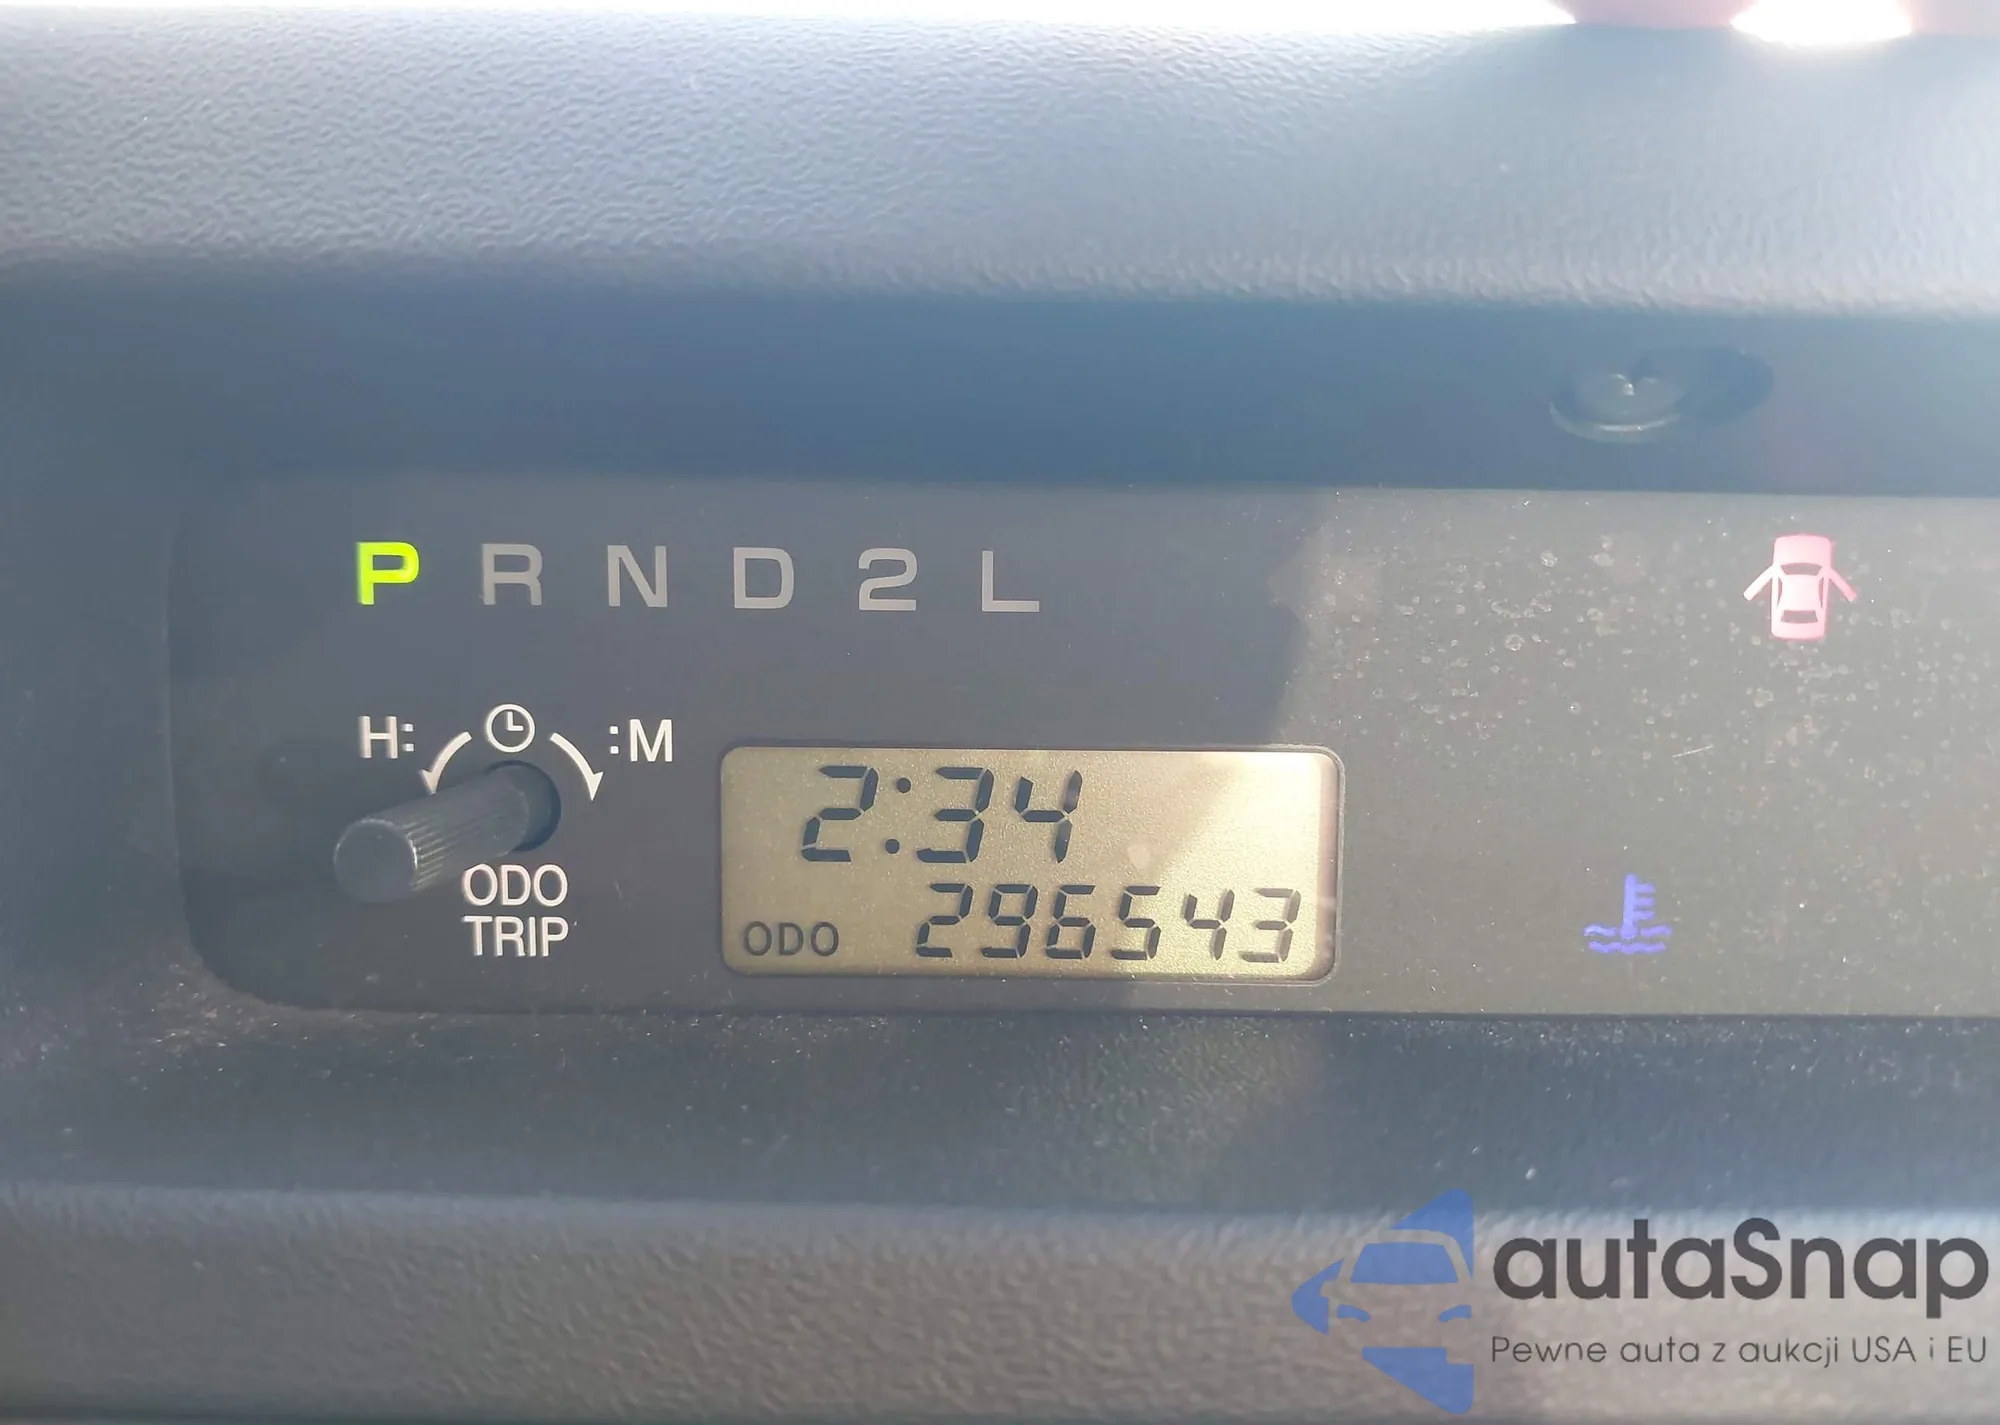 P R N D 2 L
H: :M
ODO
TRIP
2:34
ODO 296543
autaSnap
Pewne auta z aukcji USA i EU